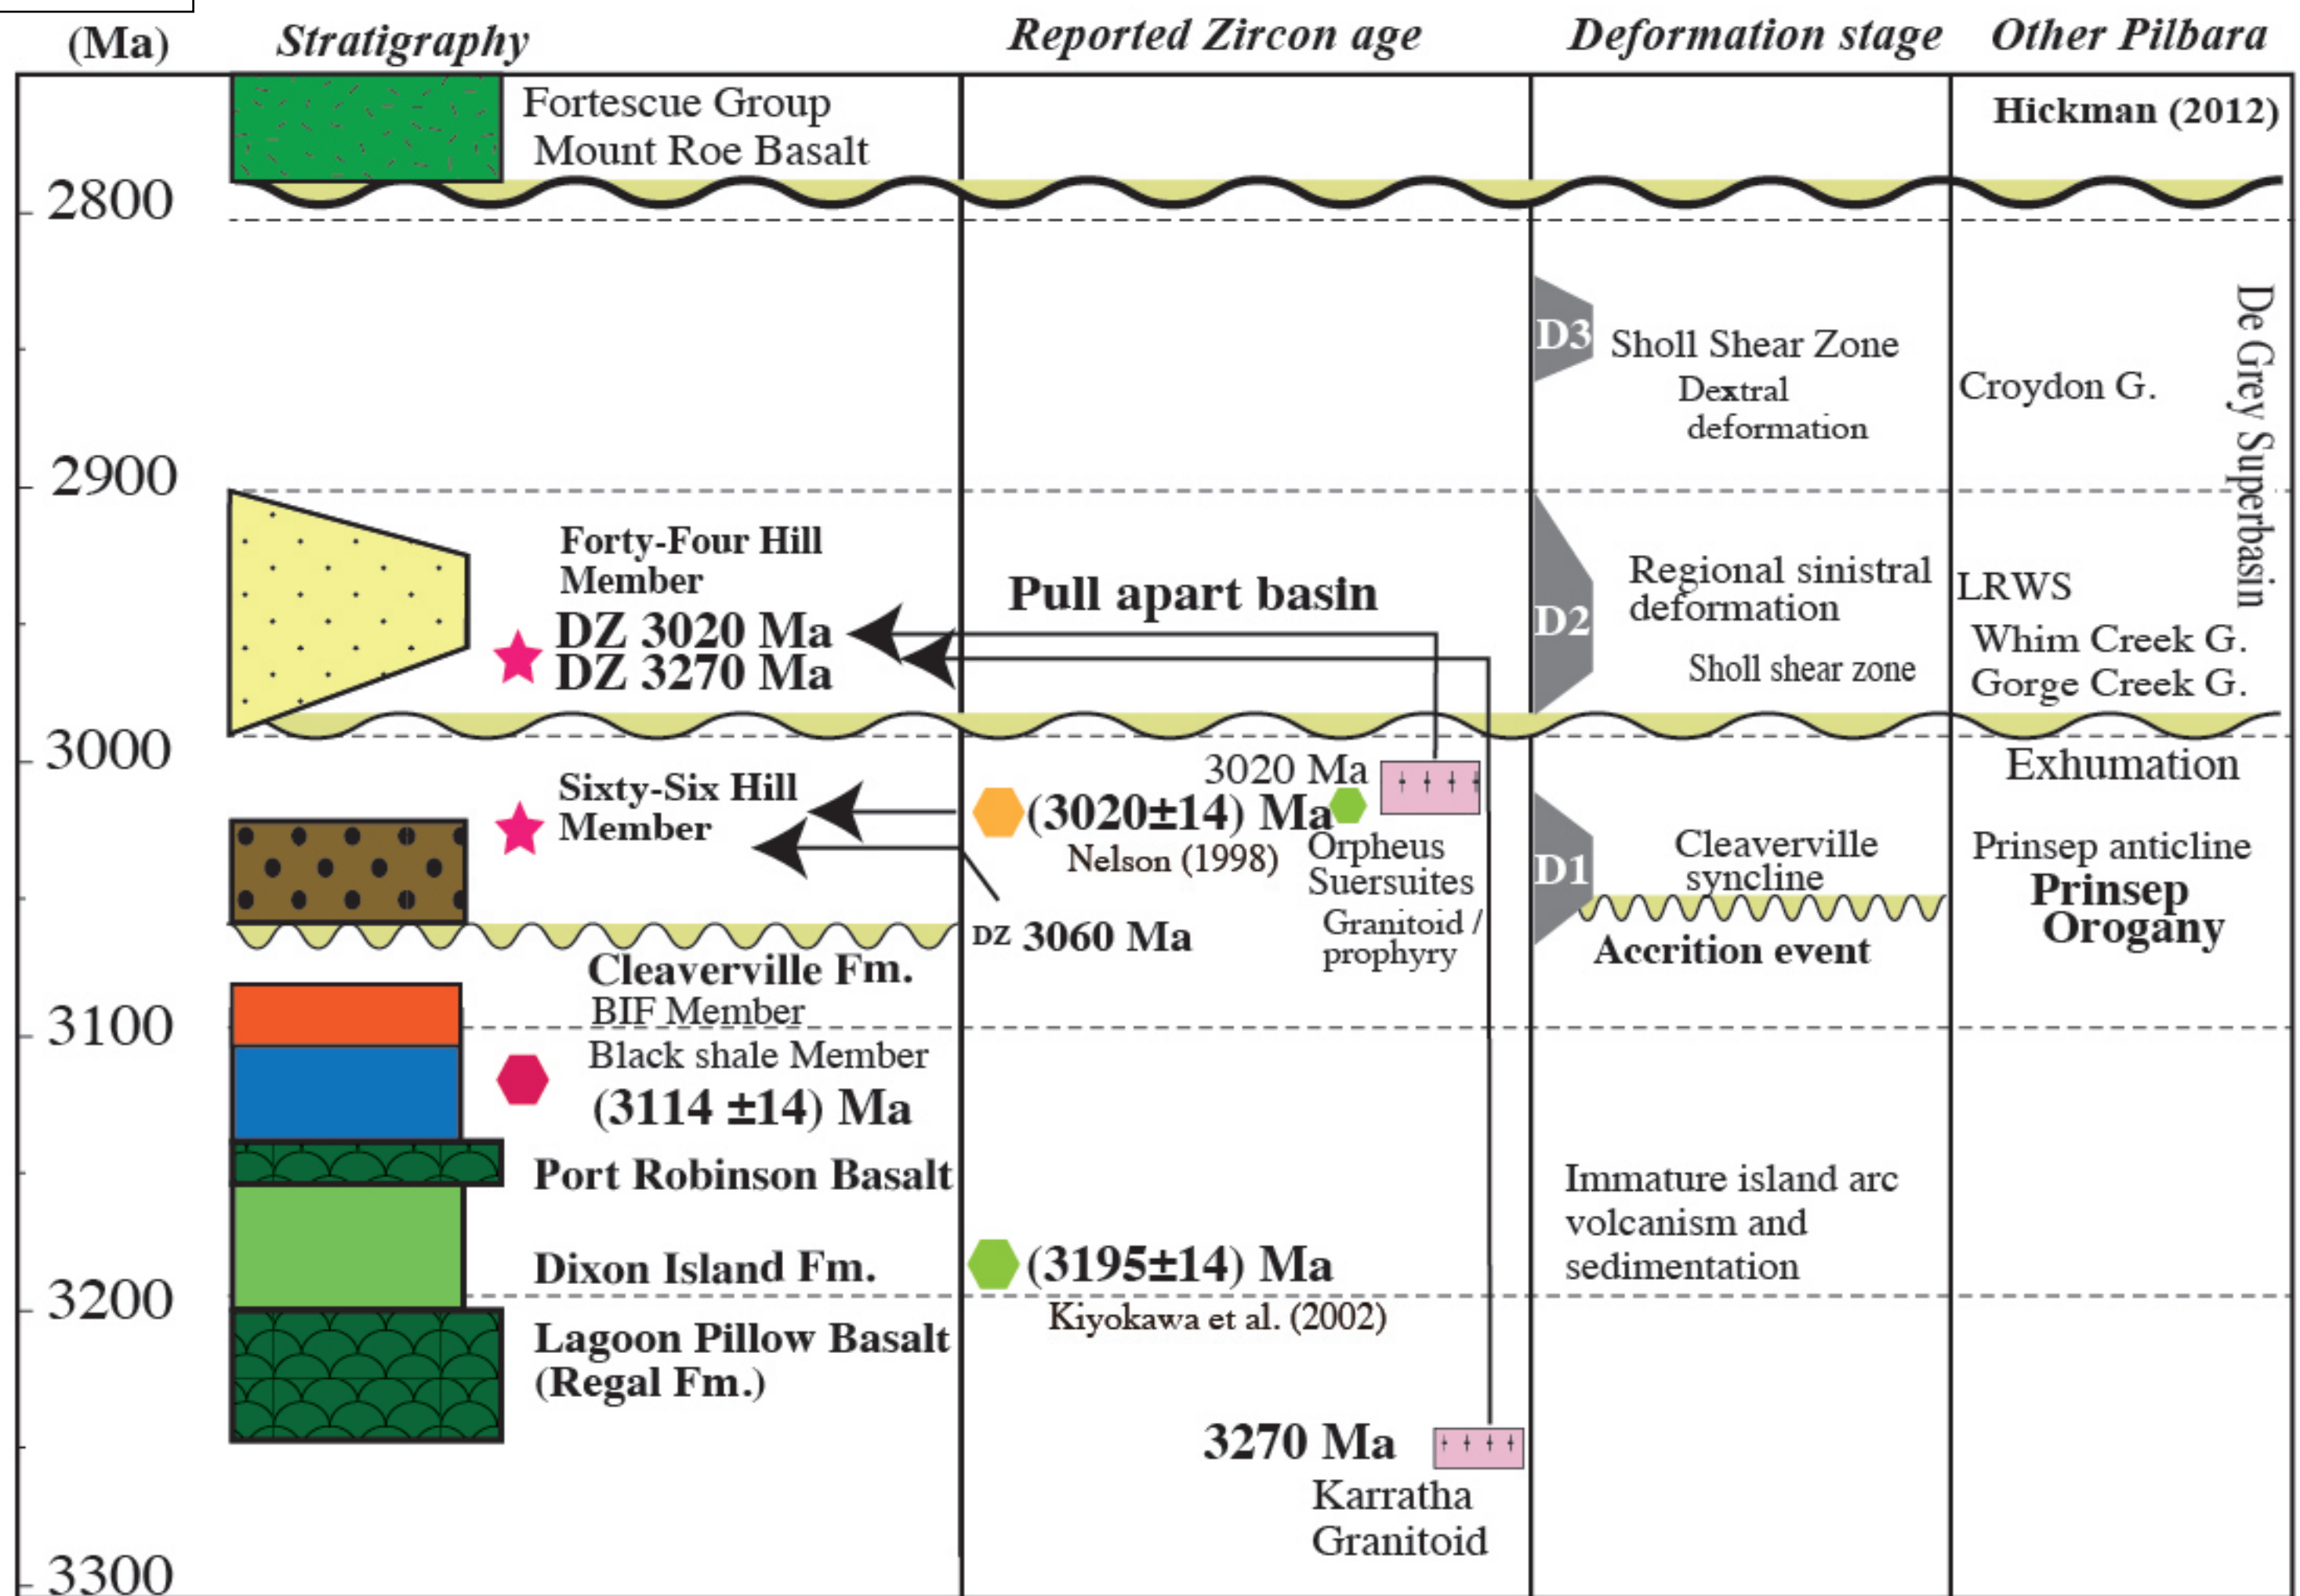 (Ma)
Stratigraphy
Reported Zircon age
Deformation stage
Other Pilbara
Fortescue Group
Mount Roe Basalt
Hickman (2012)
2800
De Grey Superbasin
D3
Sholl Shear Zone
Dextral
deformation
Croydon G.
2900
Forty-Four Hill
Member
DZ 3020 Ma
DZ 3270 Ma
Pull apart basin
D2
Regional sinistral
deformation
Sholl shear zone
LRWS
Whim Creek G.
Gorge Creek G.
3000
Exhumation
Sixty-Six Hill
Member
3020 Ma
(3020±14) Ma
Nelson (1998)
Orpheus
Suersuites
Granitoid /
prophyry
DZ 3060 Ma
D1
Cleaverville
syncline
Accrition event
Prinsep anticline
Prinsep
Orogany
Cleaverville Fm.
BIF Member
3100
Black shale Member
(3114 ±14) Ma
Port Robinson Basalt
Immature island arc
volcanism and
sedimentation
Dixon Island Fm.
(3195±14) Ma
Kiyokawa et al. (2002)
3200
Lagoon Pillow Basalt
(Regal Fm.)
3270 Ma
Karratha
Granitoid
3300